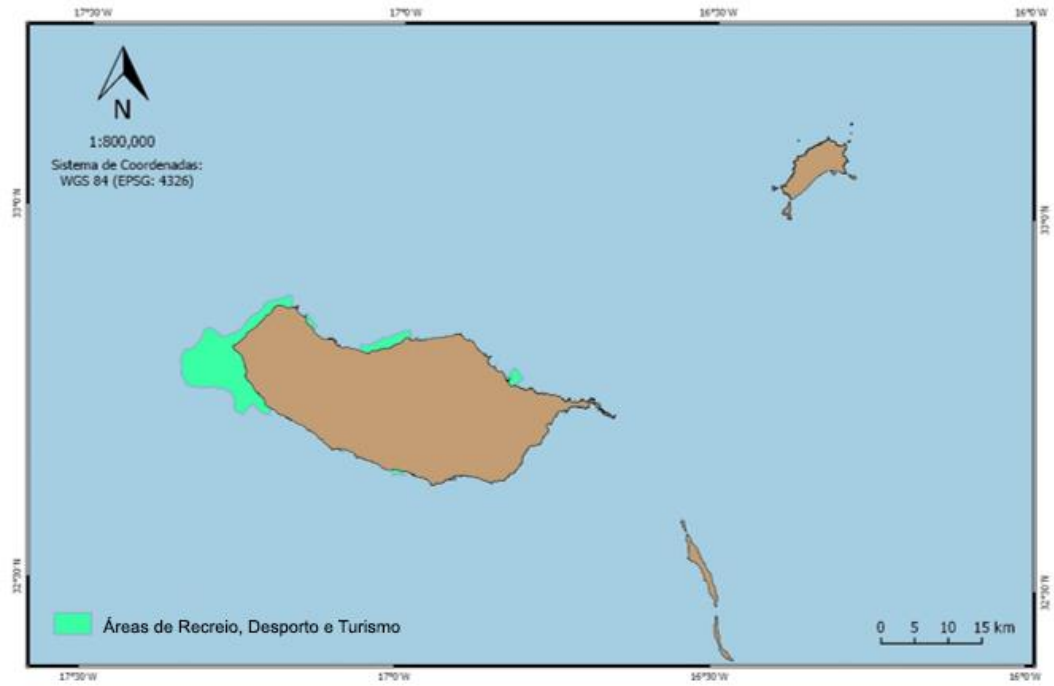 17°30'W 17°0'W 16°30'W 16°0'W
N
1:800,000
Sistema de Coordenadas:
WGS 84 (EPSG: 4326)
33°0'N
33°0'N
32°30'N
32°30'N
Áreas de Recreio, Desporto e Turismo
0 5 10 15 km
17°30'W 17°0'W 16°30'W 16°0'W